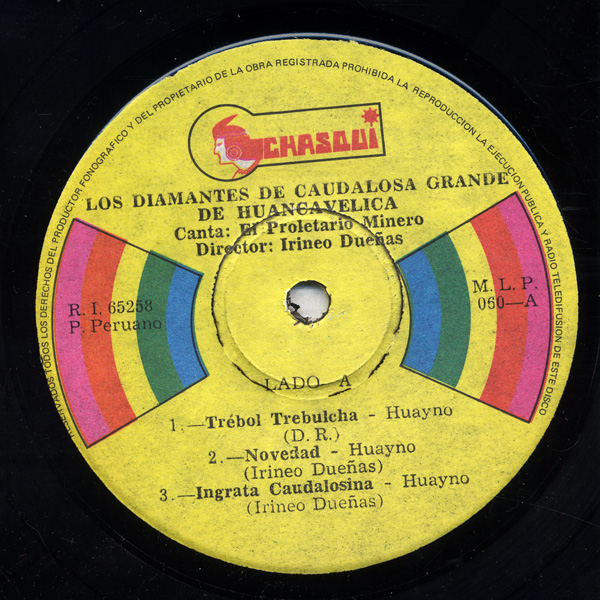 RESERVADOS TODOS LOS DERECHOS DEL PRODUCTOR FONOGRAFICO Y DEL PROPIETARIO DE LA OBRA REGISTRADA PROHIBIDA LA REPRODUCCION LA EJECUCION PUBLICA Y RADIO TELEDIFUSION DE ESTE DISCO
CHASQUI
LOS DIAMANTES DE CAUDALOSA GRANDE
DE HUANCAVELICA
Canta: El Proletario Minero
Director: Irineo Dueñas
R. I. 65258
P. Peruano
M. L. P.
060—A
LADO A
1.—Trébol Trebulcha - Huayno
(D. R.)
2.—Novedad - Huayno
(Irineo Dueñas)
3.—Ingrata Caudalosina - Huayno
(Irineo Dueñas)